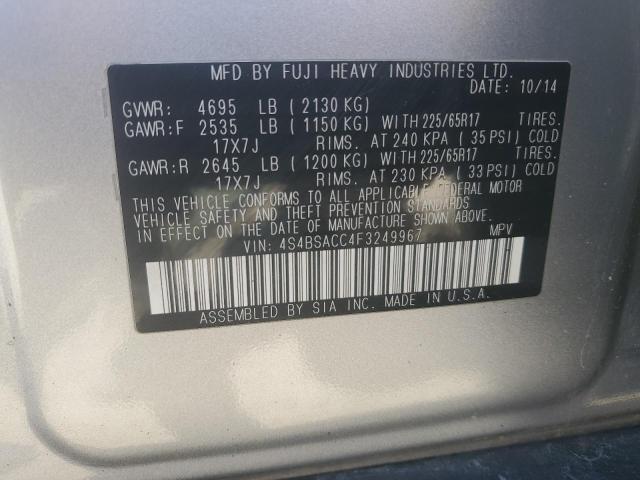 MFD BY FUJI HEAVY INDUSTRIES LTD.
DATE: 10/14
GVWR: 4695 LB (2130 KG)
GAWR:F 2535 LB (1150 KG) WITH 225/65R17 TIRES.
17X7J RIMS. AT 240 KPA (35 PSI) COLD
GAWR:R 2645 LB (1200 KG) WITH 225/65R17 TIRES.
17X7J RIMS. AT 230 KPA (33 PSI) COLD
THIS VEHICLE CONFORMS TO ALL APPLICABLE FEDERAL MOTOR
VEHICLE SAFETY AND THEFT PREVENTION STANDARDS
IN EFFECT ON THE DATE OF MANUFACTURE SHOWN ABOVE.
VIN: 4S4BSACC4F3249967 MPV
ASSEMBLED BY SIA INC. MADE IN U.S.A.